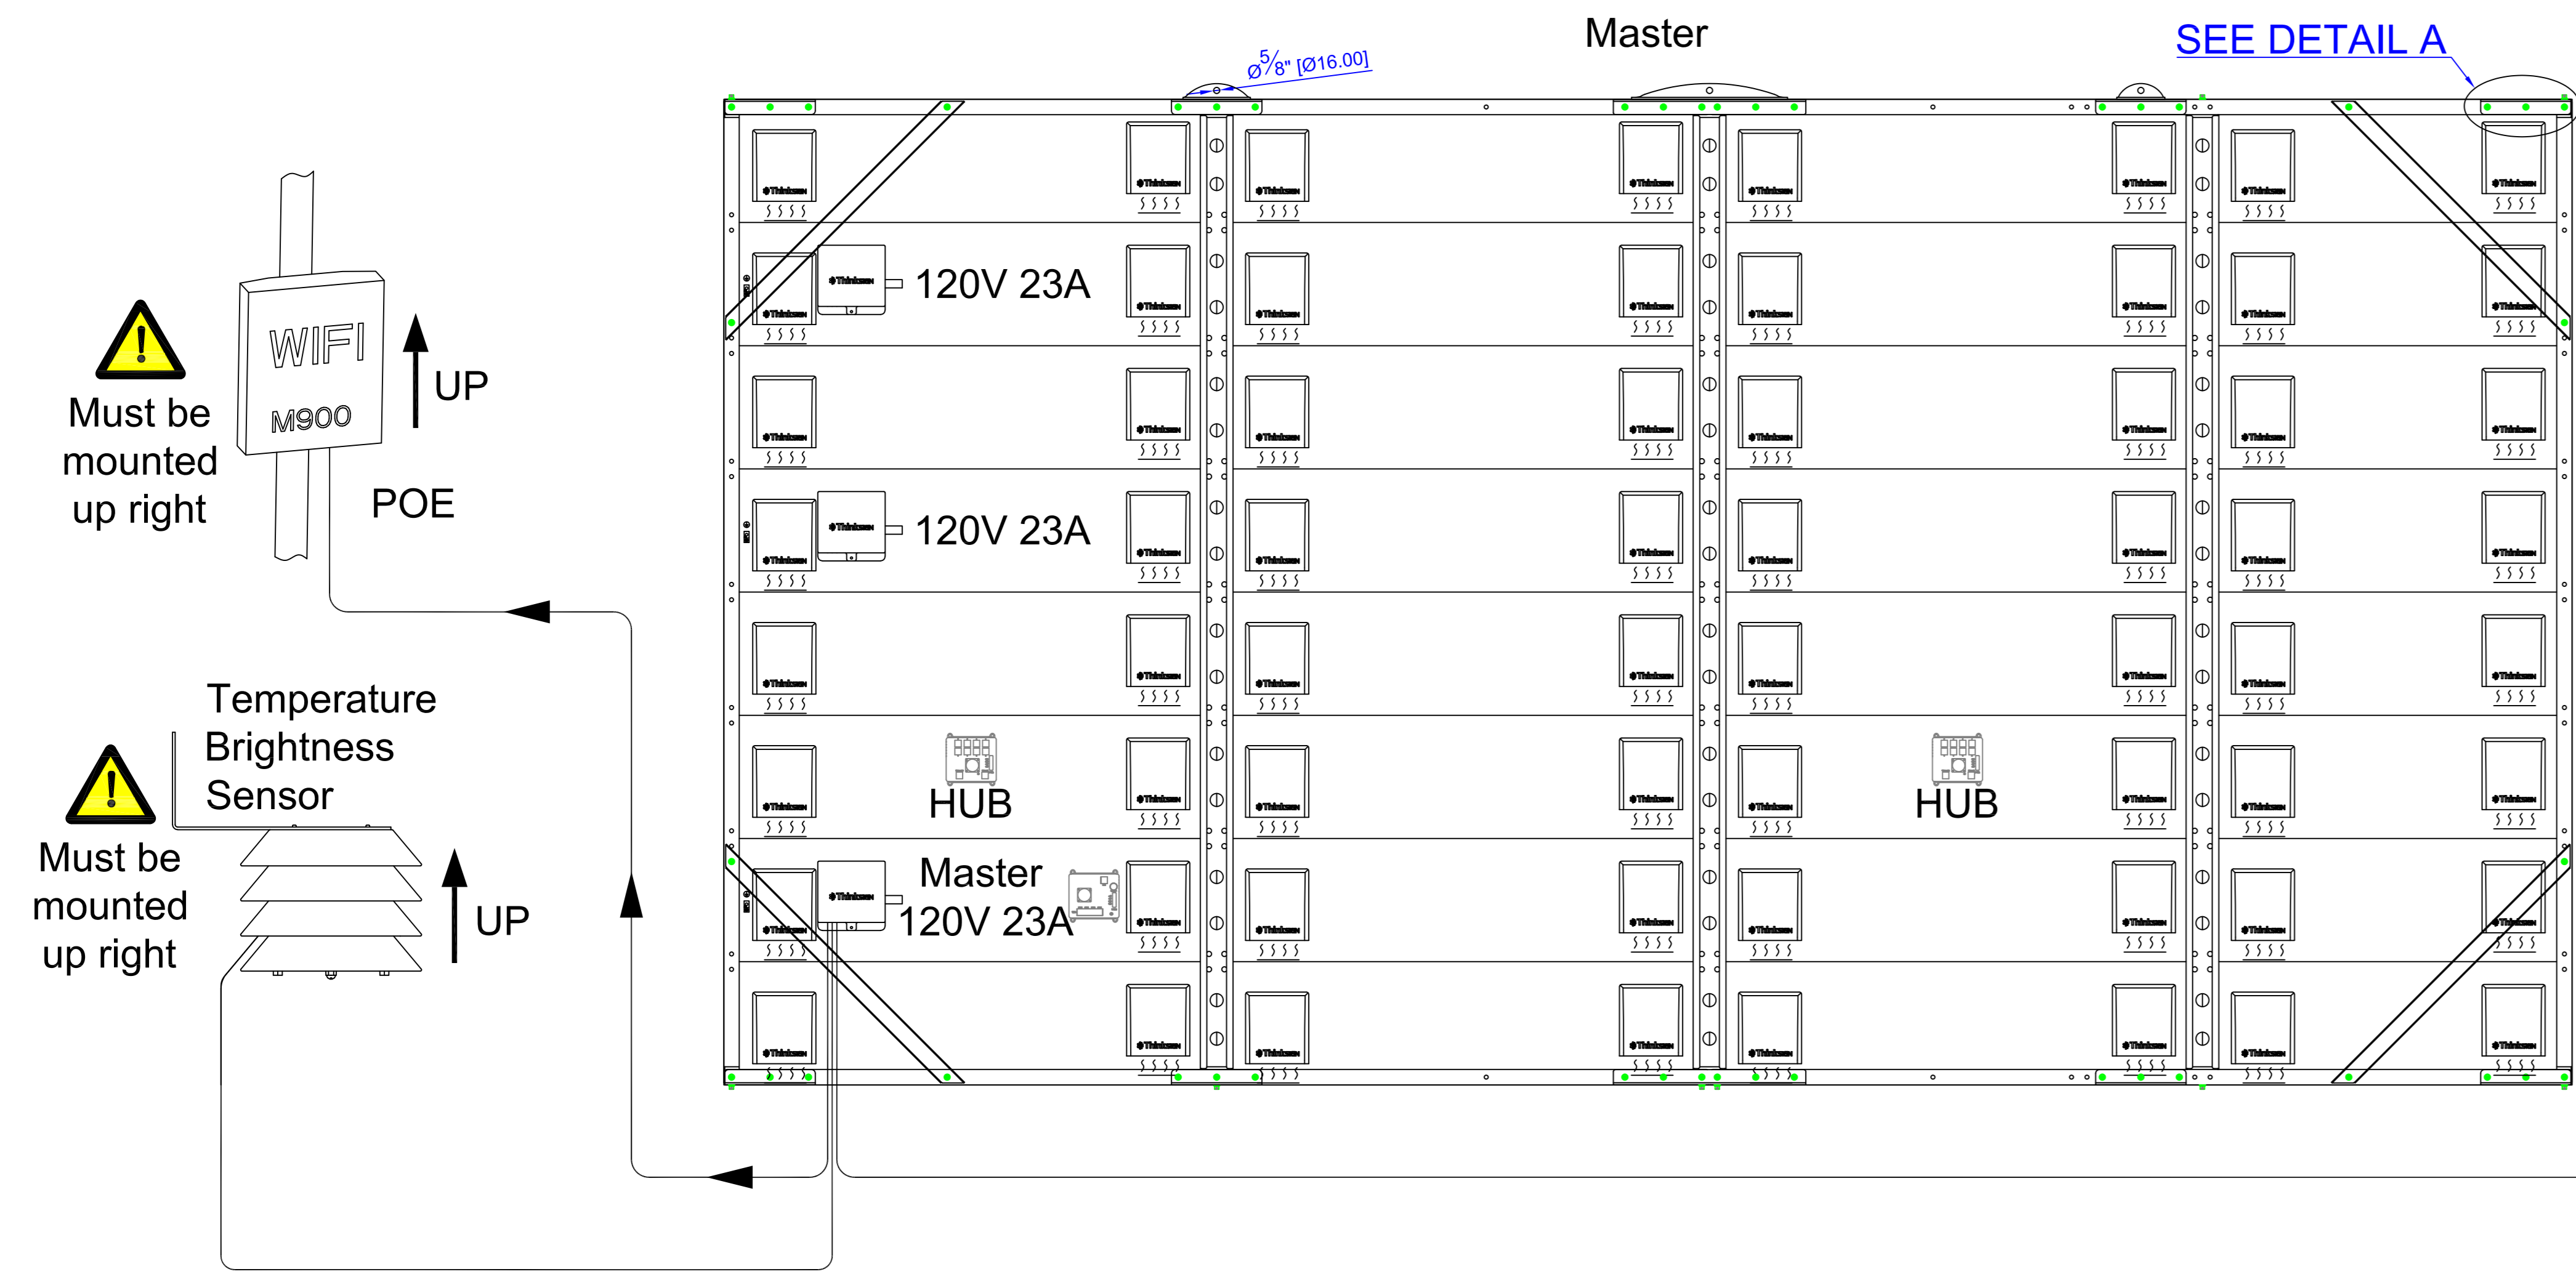 Master
SEE DETAIL A
Ø5/8" [Ø16.00]
120V 23A
WIFI
M900
UP
Must be
mounted
up right
POE
120V 23A
Temperature
Brightness
Sensor
HUB
HUB
Must be
mounted
up right
UP
Master
120V 23A